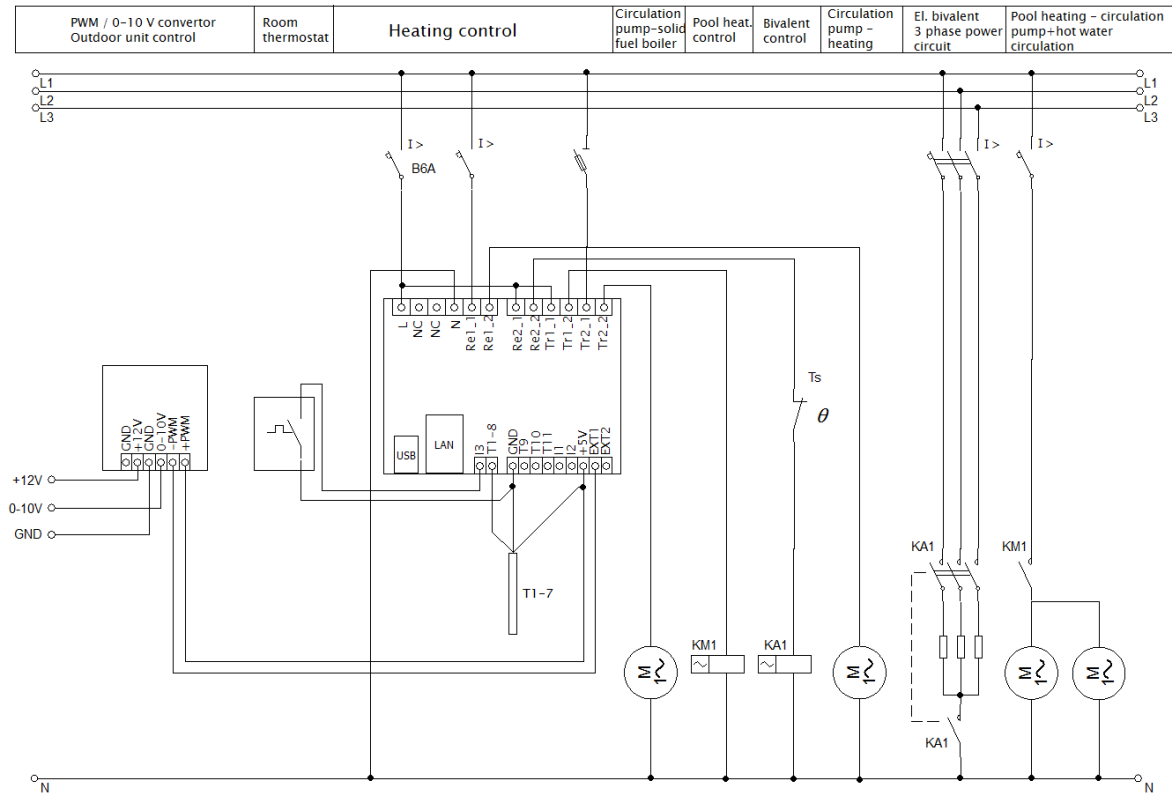 PWM / 0-10 V convertor
Outdoor unit control
Room
thermostat
Heating control
Circulation
pump-solid
fuel boiler
Pool heat.
control
Bivalent
control
Circulation
pump -
heating
El. bivalent
3 phase power
circuit
Pool heating - circulation
pump+hot water
circulation
L1
L2
L3
L1
L2
L3
I >
B6A
I >
I >
I >
L
NC
NC
N
Re1_1
Re1_2
Re2_1
Re2_2
Tr1_1
Tr1_2
Tr2_1
Tr2_2
Ts
θ
GND
+12V
GND
0-10V
-PWM
+PWM
USB
LAN
I3
T1-8
GND
T9
T10
T11
I1
I2
+5V
EXT1
EXT2
+12V
0-10V
GND
T1-7
KA1
KM1
KM1
KA1
M
1
M
1
M
1
M
1
KA1
N
N